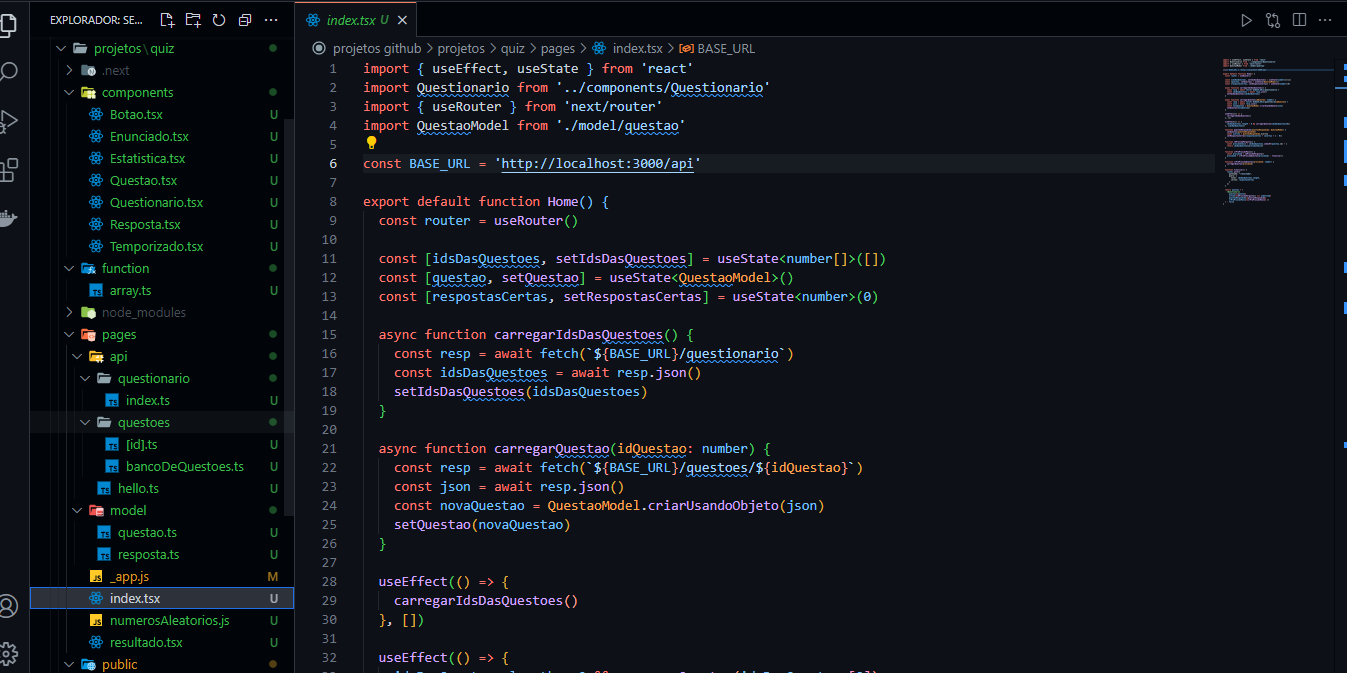 EXPLORADOR: SE...
projetos\quiz
.next
components
Botao.tsx U
Enunciado.tsx U
Estatistica.tsx U
Questao.tsx U
Questionario.tsx U
Resposta.tsx U
Temporizado.tsx U
function
array.ts U
node_modules
pages
api
questionario
index.ts U
questoes
[id].ts U
bancoDeQuestoes.ts U
hello.ts U
model
questao.ts U
resposta.ts U
_app.js M
index.tsx U
numerosAleatorios.js U
resultado.tsx U
public
index.tsx U
projetos github > projetos > quiz > pages > index.tsx > BASE_URL
1 import { useEffect, useState } from 'react'
2 import Questionario from '../components/Questionario'
3 import { useRouter } from 'next/router'
4 import QuestaoModel from './model/questao'
5
6 const BASE_URL = 'http://localhost:3000/api'
7
8 export default function Home() {
9 const router = useRouter()
10
11 const [idsDasQuestoes, setIdsDasQuestoes] = useState<number[]>([])
12 const [questao, setQuestao] = useState<QuestaoModel>()
13 const [respostasCertas, setRespostasCertas] = useState<number>(0)
14
15 async function carregarIdsDasQuestoes() {
16 const resp = await fetch(`${BASE_URL}/questionario`)
17 const idsDasQuestoes = await resp.json()
18 setIdsDasQuestoes(idsDasQuestoes)
19 }
20
21 async function carregarQuestao(idQuestao: number) {
22 const resp = await fetch(`${BASE_URL}/questoes/${idQuestao}`)
23 const json = await resp.json()
24 const novaQuestao = QuestaoModel.criarUsandoObjeto(json)
25 setQuestao(novaQuestao)
26 }
27
28 useEffect(() => {
29 carregarIdsDasQuestoes()
30 }, [])
31
32 useEffect(() => {